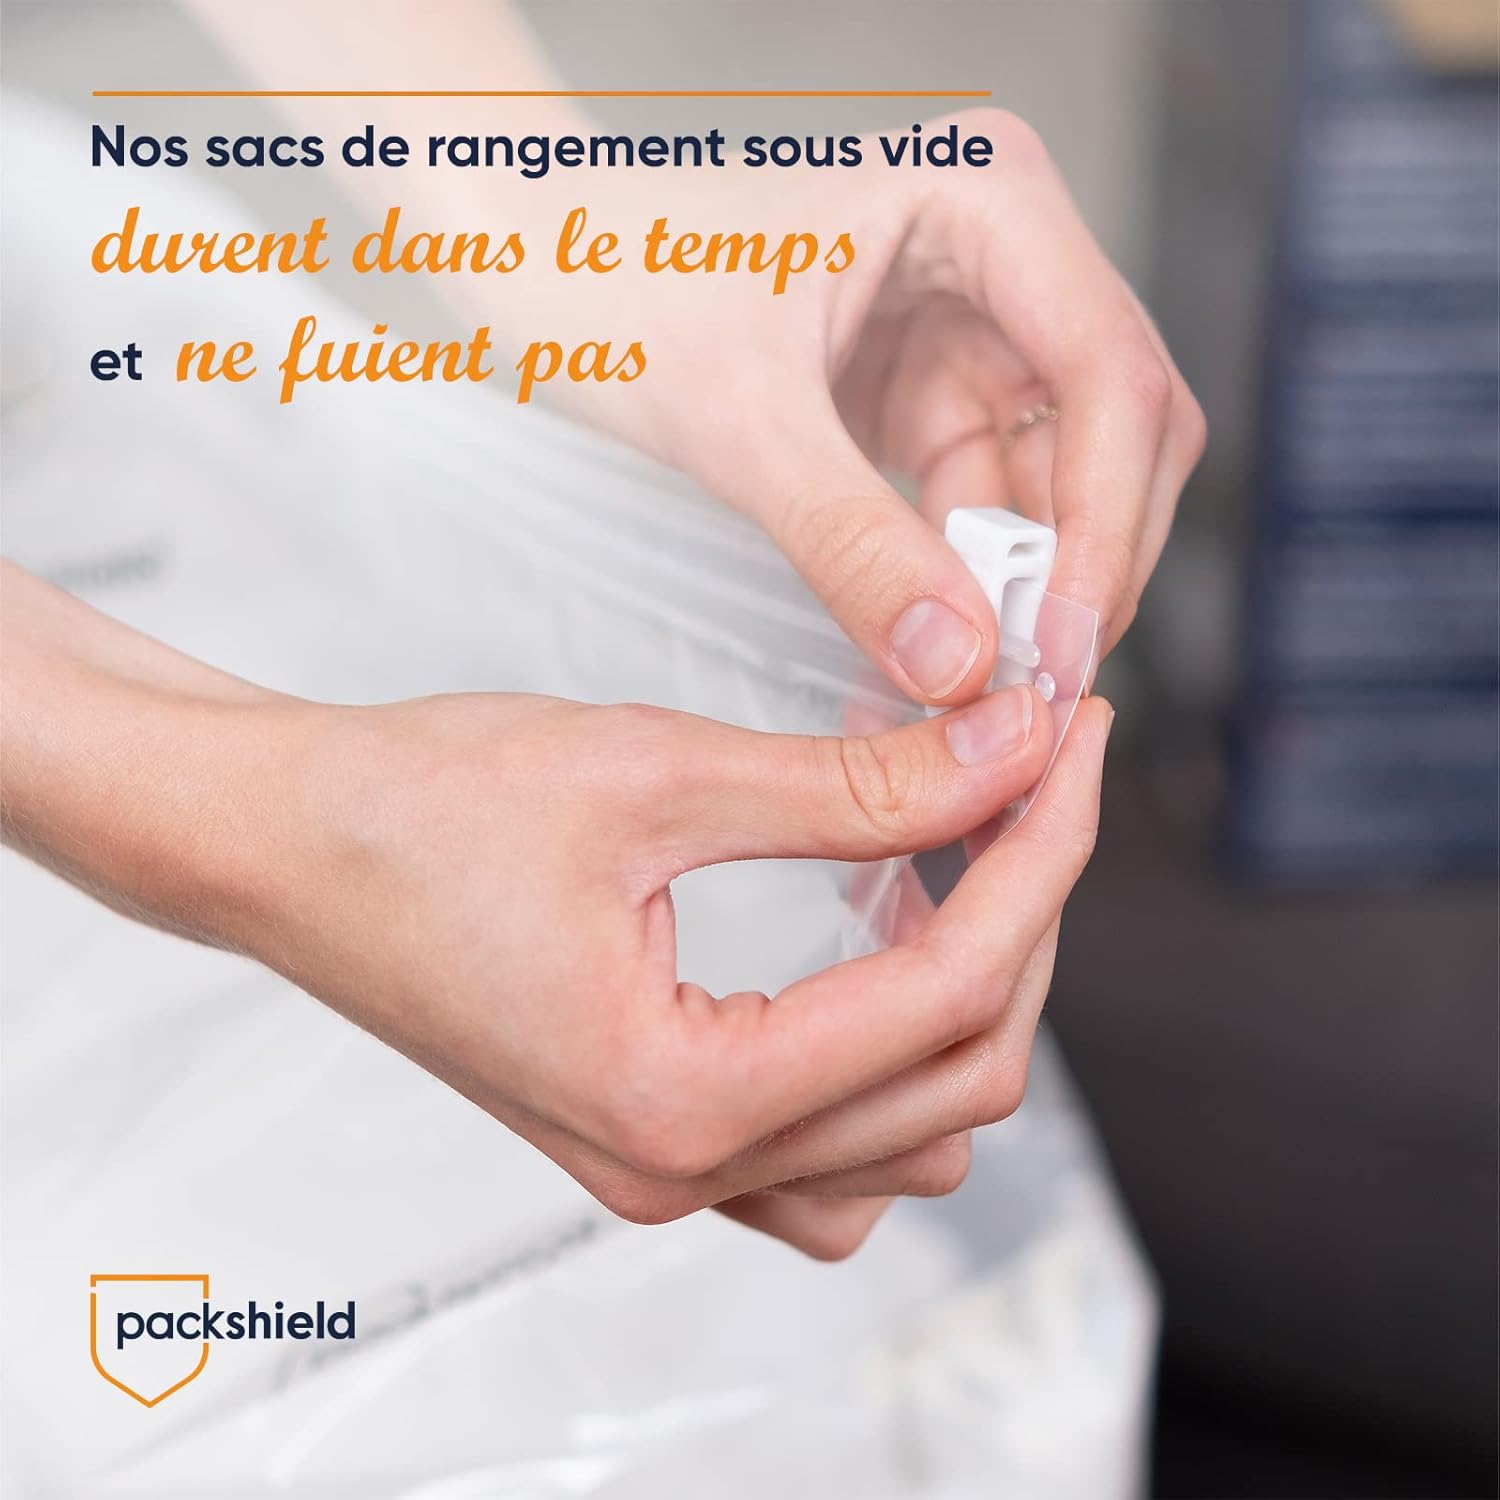 Nos sacs de rangement sous vide
durent dans le temps
et ne fuient pas
packshield